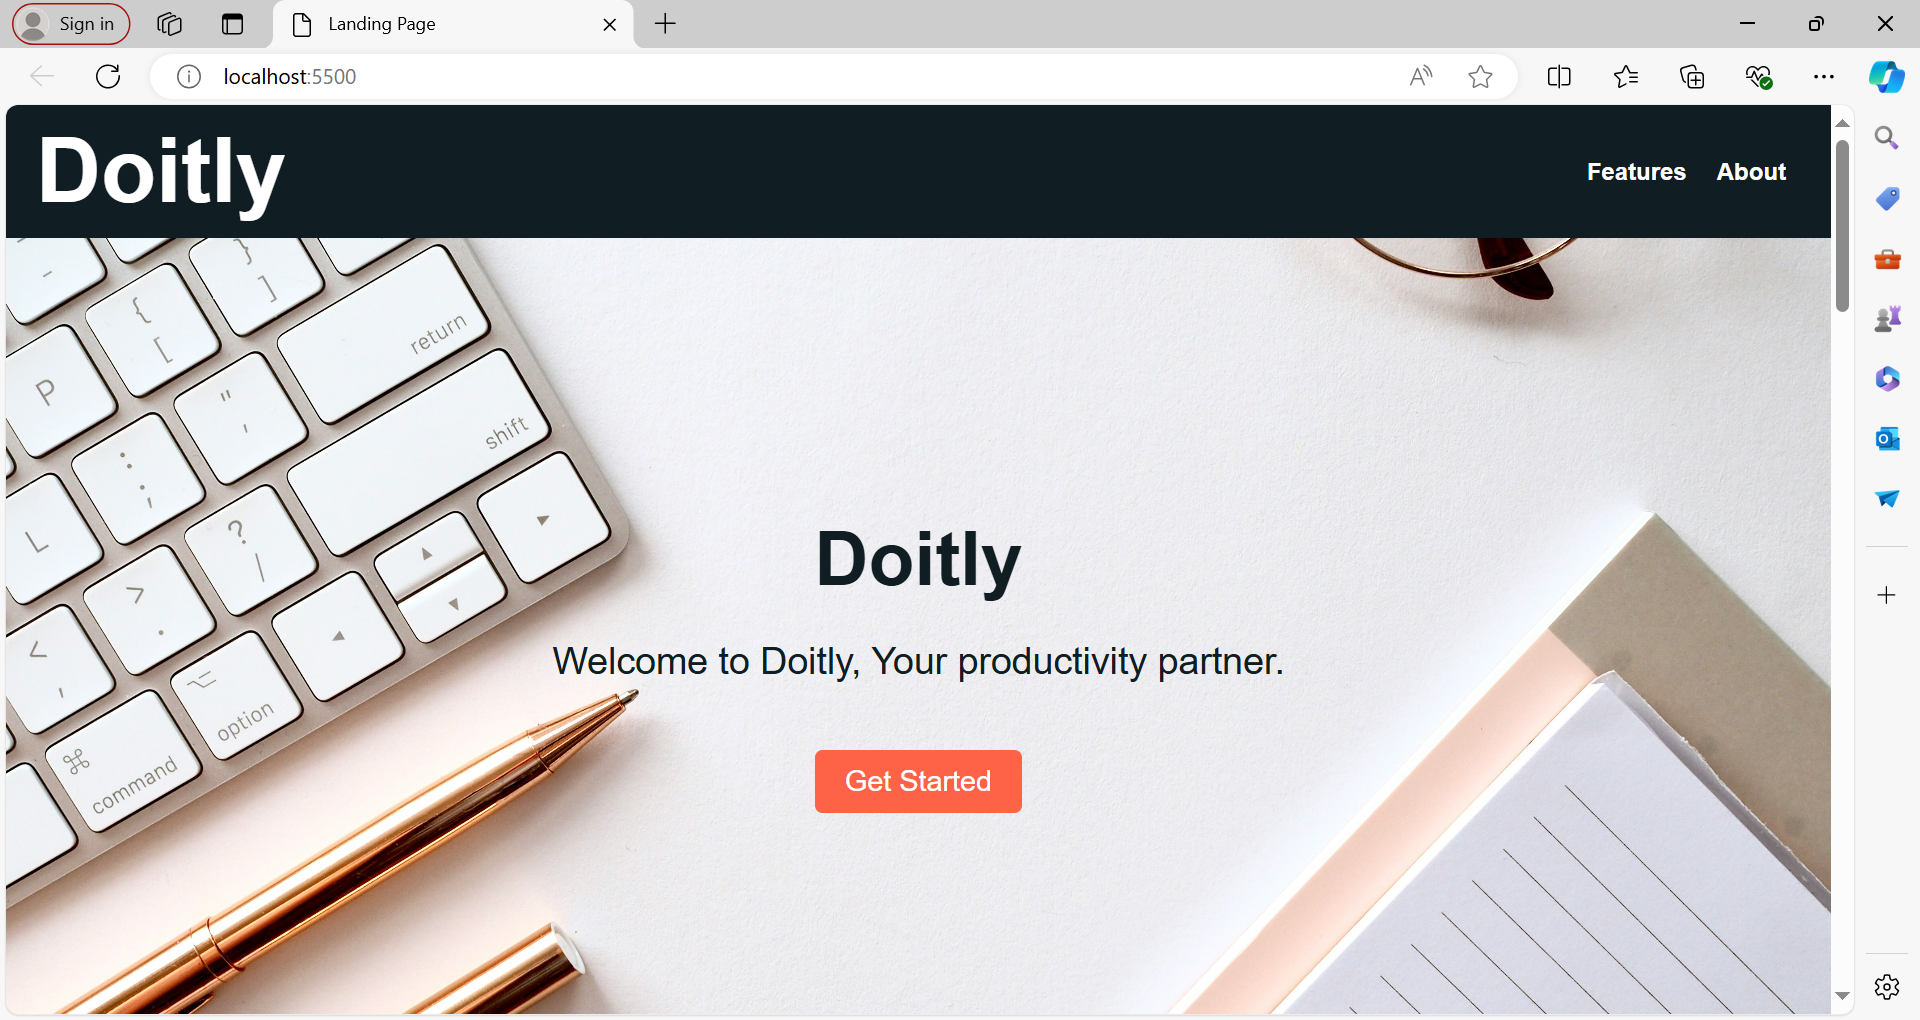 Sign in
Landing Page
localhost:5500
Doitly
Features About
return
shift
P
L
option
command
Doitly
Welcome to Doitly, Your productivity partner.
Get Started